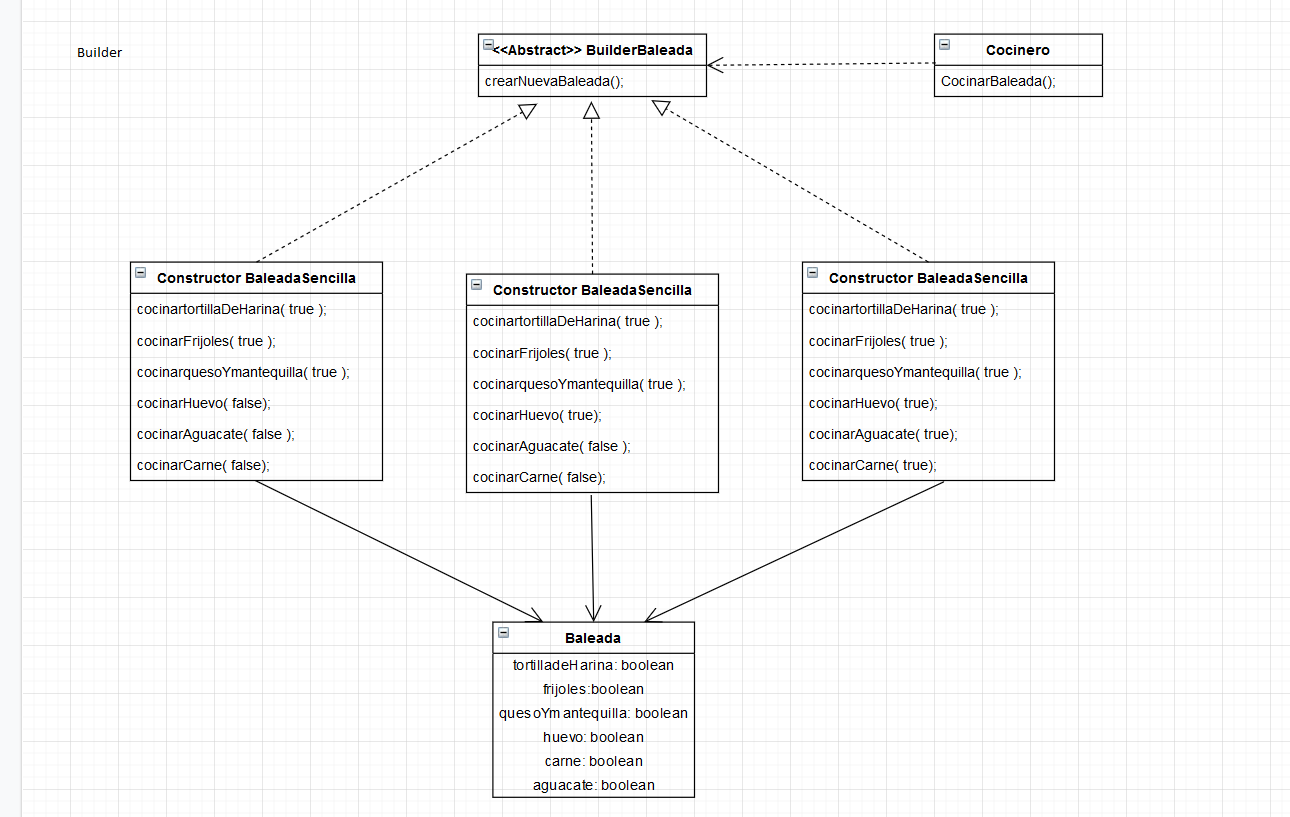 Builder
<<Abstract>> BuilderBaleada
crearNuevaBaleada();
Cocinero
CocinarBaleada();
Constructor BaleadaSencilla
cocinartortillaDeHarina( true );
cocinarFrijoles( true );
cocinarquesoYmantequilla( true );
cocinarHuevo( false);
cocinarAguacate( false );
cocinarCarne( false);
Constructor BaleadaSencilla
cocinartortillaDeHarina( true );
cocinarFrijoles( true );
cocinarquesoYmantequilla( true );
cocinarHuevo( true);
cocinarAguacate( false );
cocinarCarne( false);
Constructor BaleadaSencilla
cocinartortillaDeHarina( true );
cocinarFrijoles( true );
cocinarquesoYmantequilla( true );
cocinarHuevo( true);
cocinarAguacate( true);
cocinarCarne( true);
Baleada
tortilladeHarina: boolean
frijoles:boolean
quesoYmantequilla: boolean
huevo: boolean
carne: boolean
aguacate: boolean